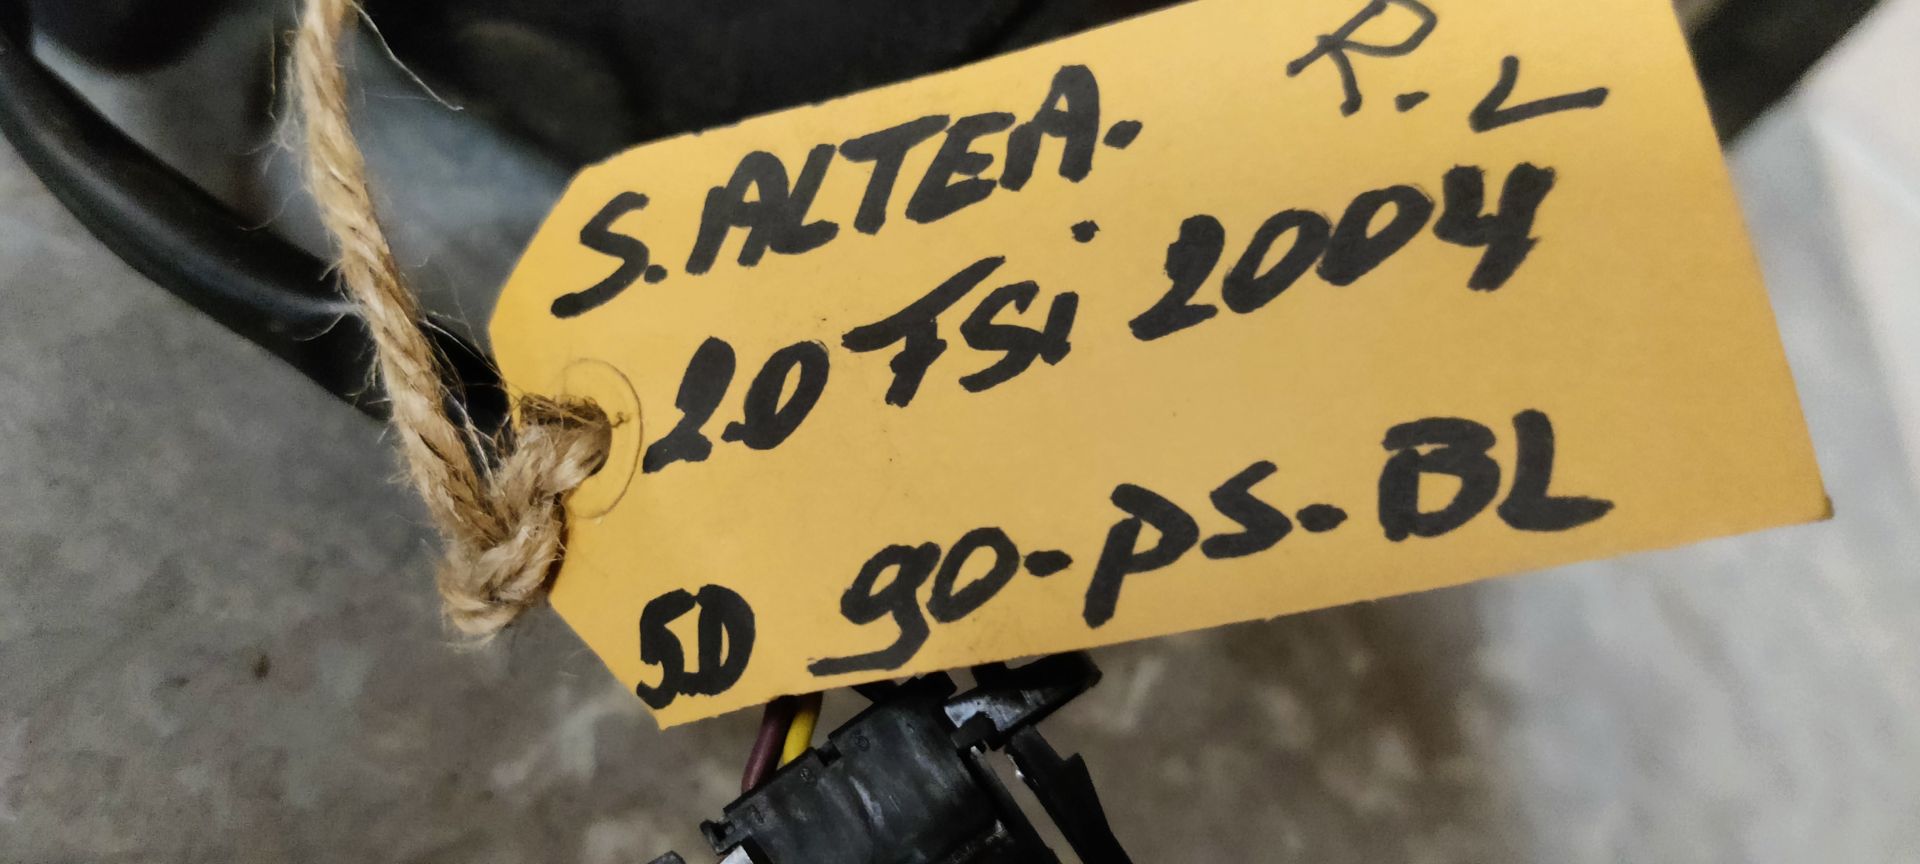 R.L
S.ALTEA.
2.0 FSi 2004
5D 90-PS.BL